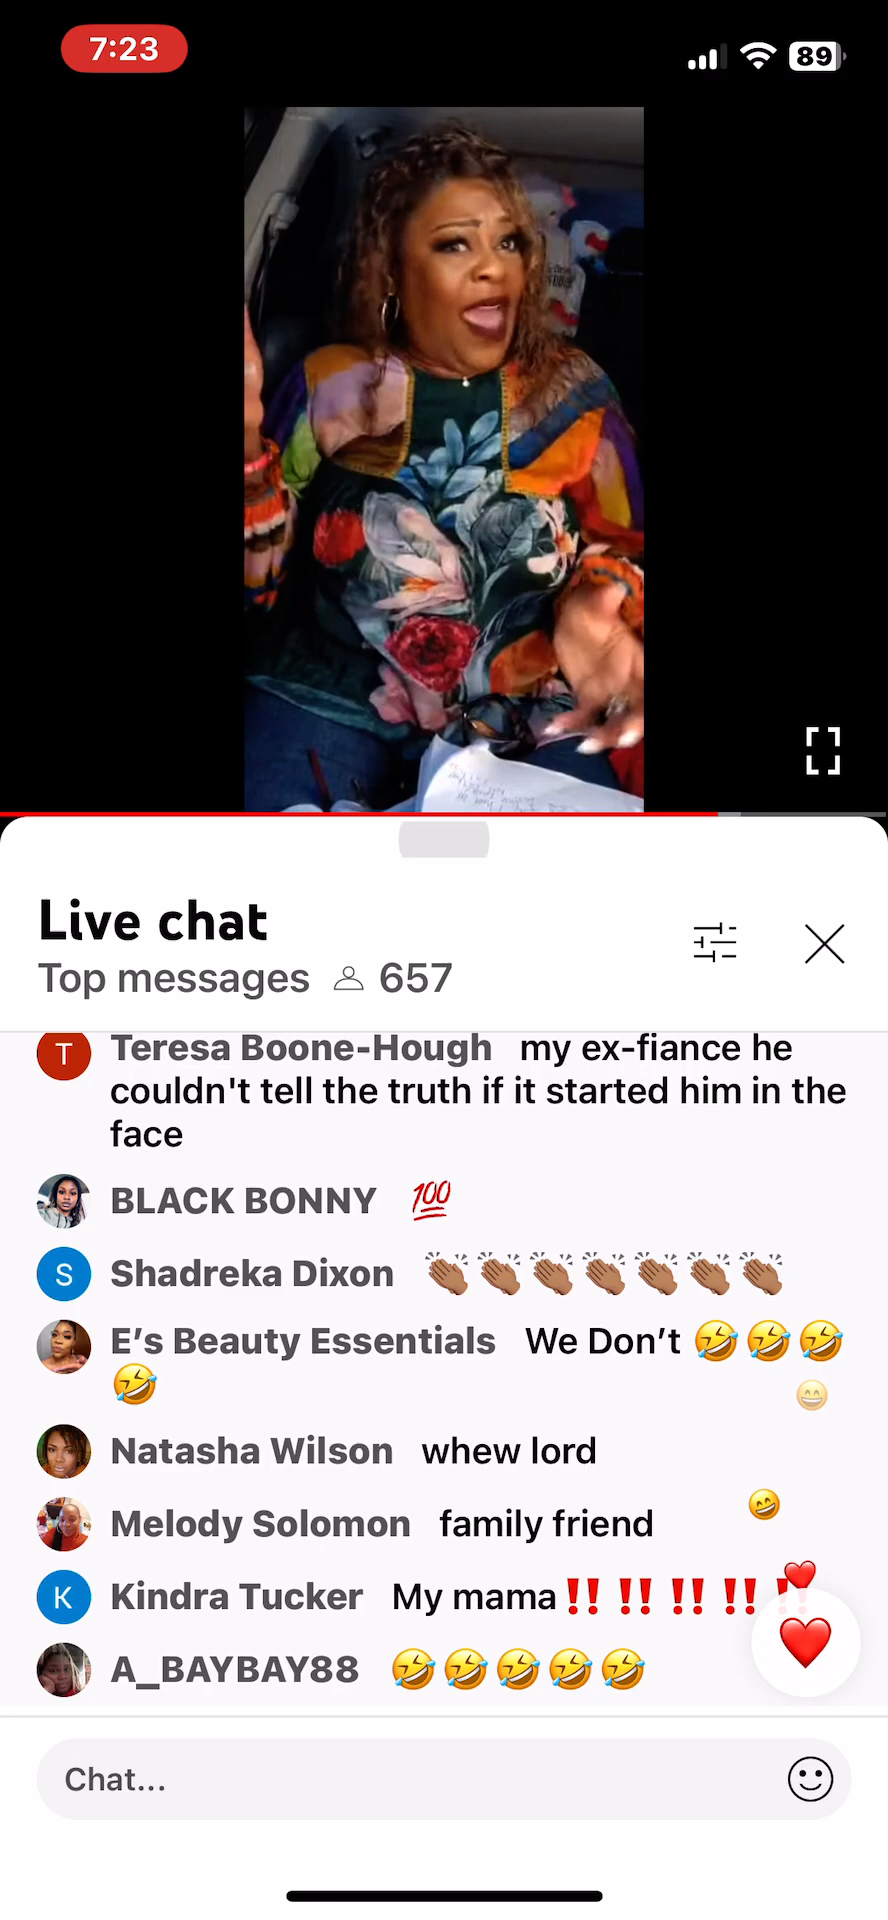 7:23
89
Live chat
Top messages 657
T Teresa Boone-Hough my ex-fiance he
couldn't tell the truth if it started him in the
face
BLACK BONNY 💯
S Shadreka Dixon 👏🏽👏🏽👏🏽👏🏽👏🏽👏🏽👏🏽
E’s Beauty Essentials We Don’t 🤣🤣🤣
🤣
Natasha Wilson whew lord
Melody Solomon family friend
K Kindra Tucker My mama‼️‼️‼️‼️‼️
A_BAYBAY88 🤣🤣🤣🤣🤣
Chat...